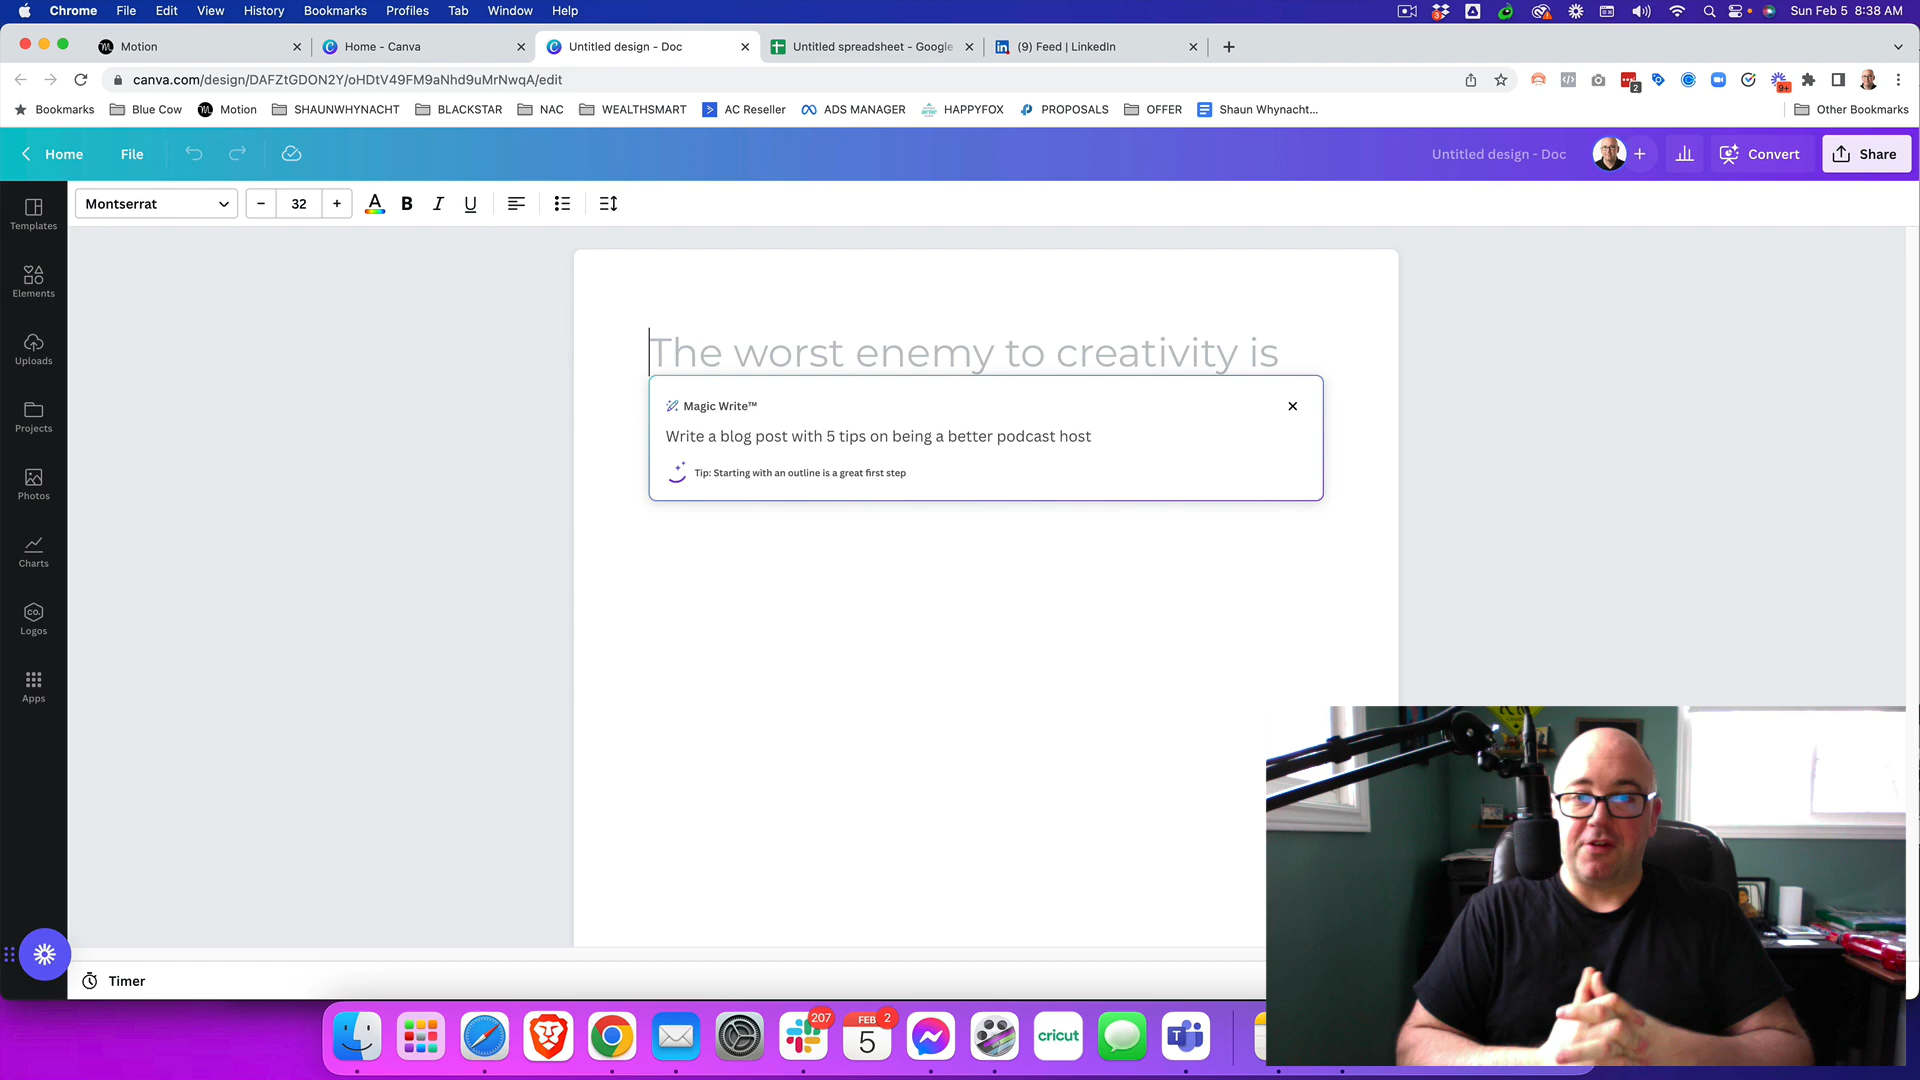 Chrome File Edit View History Bookmarks Profiles Tab Window Help
3
Sun Feb 5 8:38 AM
Motion
Home - Canva
Untitled design - Doc
Untitled spreadsheet - Google
(9) Feed | LinkedIn
canva.com/design/DAFZtGDON2Y/oHDtV49FM9aNhd9uMrNwqA/edit
2
9+
Bookmarks Blue Cow Motion SHAUNWHYNACHT BLACKSTAR NAC WEALTHSMART AC Reseller ADS MANAGER HAPPYFOX PROPOSALS OFFER Shaun Whynacht... Other Bookmarks
Home File Untitled design - Doc Convert Share
Montserrat 32 A B I U
Templates
Elements
Uploads
Projects
Photos
Charts
CO.
Logos
Apps
The worst enemy to creativity is
Magic Write™
Write a blog post with 5 tips on being a better podcast host
Tip: Starting with an outline is a great first step
Timer
207
FEB 2
5
cricut
T